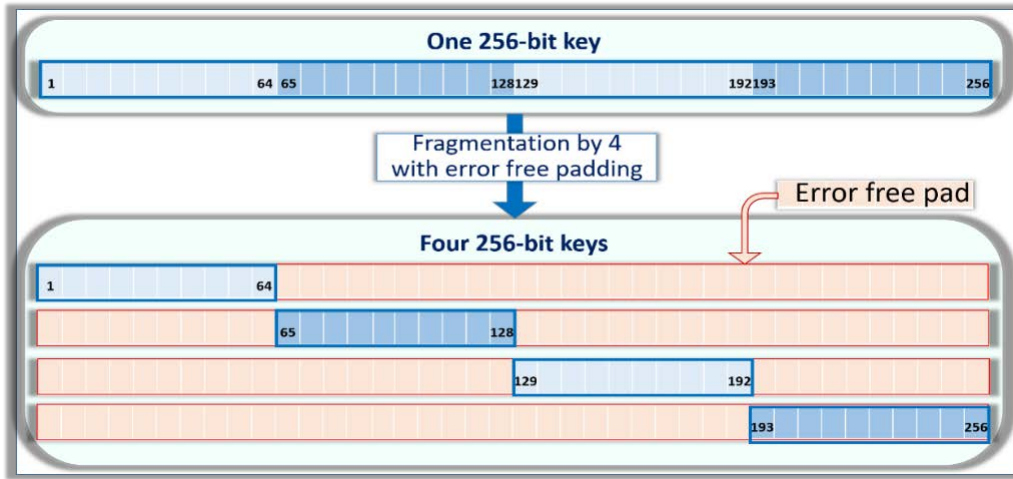 One 256-bit key
1 64 65 128 129 192 193 256
Fragmentation by 4
with error free padding
Error free pad
Four 256-bit keys
1 64
65 128
129 192
193 256